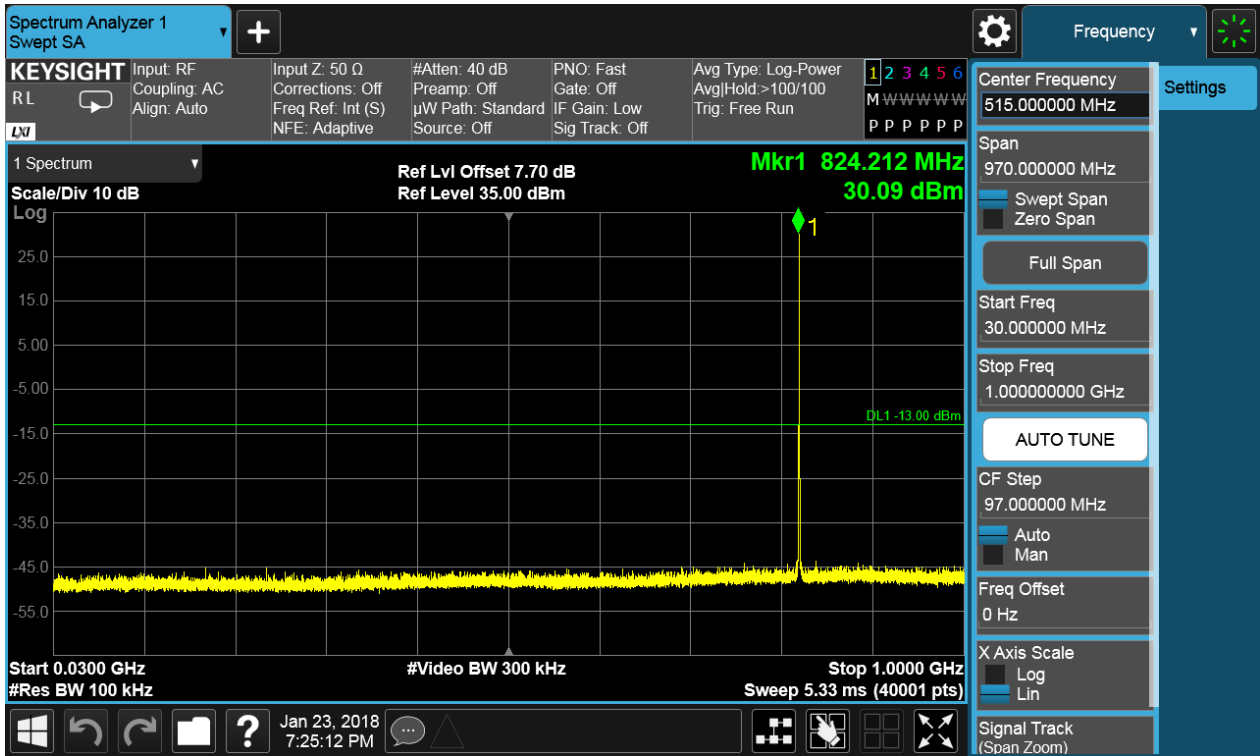 Spectrum Analyzer 1
Swept SA
+
Frequency
KEYSIGHT
R L
LXI
Input: RF
Coupling: AC
Align: Auto
Input Z: 50 Ω
Corrections: Off
Freq Ref: Int (S)
NFE: Adaptive
#Atten: 40 dB
Preamp: Off
µW Path: Standard
Source: Off
PNO: Fast
Gate: Off
IF Gain: Low
Sig Track: Off
Avg Type: Log-Power
Avg|Hold:>100/100
Trig: Free Run
1 2 3 4 5 6
M W W W W W
P P P P P P
1 Spectrum
Scale/Div 10 dB
Ref Lvl Offset 7.70 dB
Ref Level 35.00 dBm
Mkr1 824.212 MHz
30.09 dBm
Log
1
25.0
15.0
5.00
-5.00
DL1 -13.00 dBm
-15.0
-25.0
-35.0
-45.0
-55.0
Start 0.0300 GHz
#Video BW 300 kHz
Stop 1.0000 GHz
#Res BW 100 kHz
Sweep 5.33 ms (40001 pts)
Center Frequency
515.000000 MHz
Settings
Span
970.000000 MHz
Swept Span
Zero Span
Full Span
Start Freq
30.000000 MHz
Stop Freq
1.000000000 GHz
AUTO TUNE
CF Step
97.000000 MHz
Auto
Man
Freq Offset
0 Hz
X Axis Scale
Log
Lin
Signal Track
(Span Zoom)
?
Jan 23, 2018
7:25:12 PM